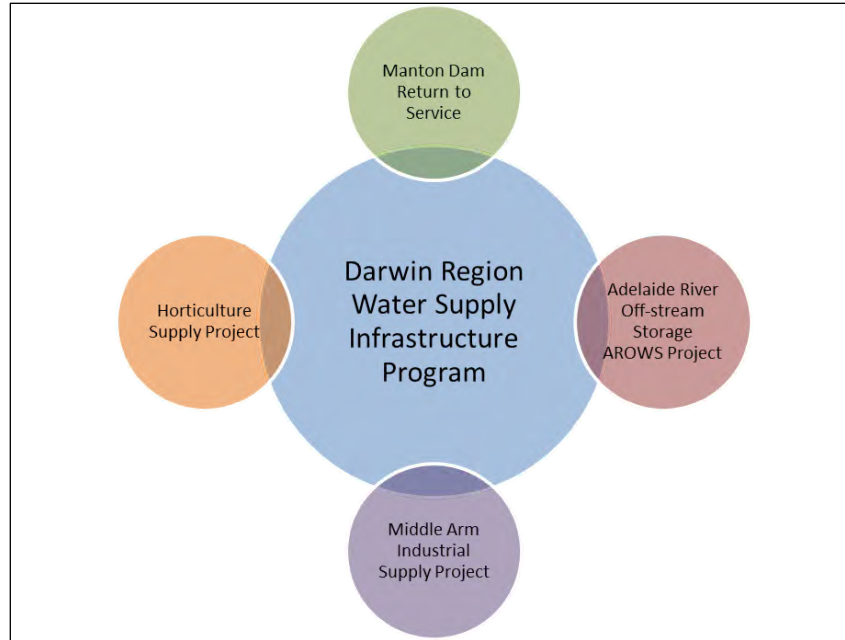 Manton Dam
Return to
Service
Darwin Region
Water Supply
Infrastructure
Program
Horticulture
Supply Project
Adelaide River
Off-stream
Storage
AROWS Project
Middle Arm
Industrial
Supply Project